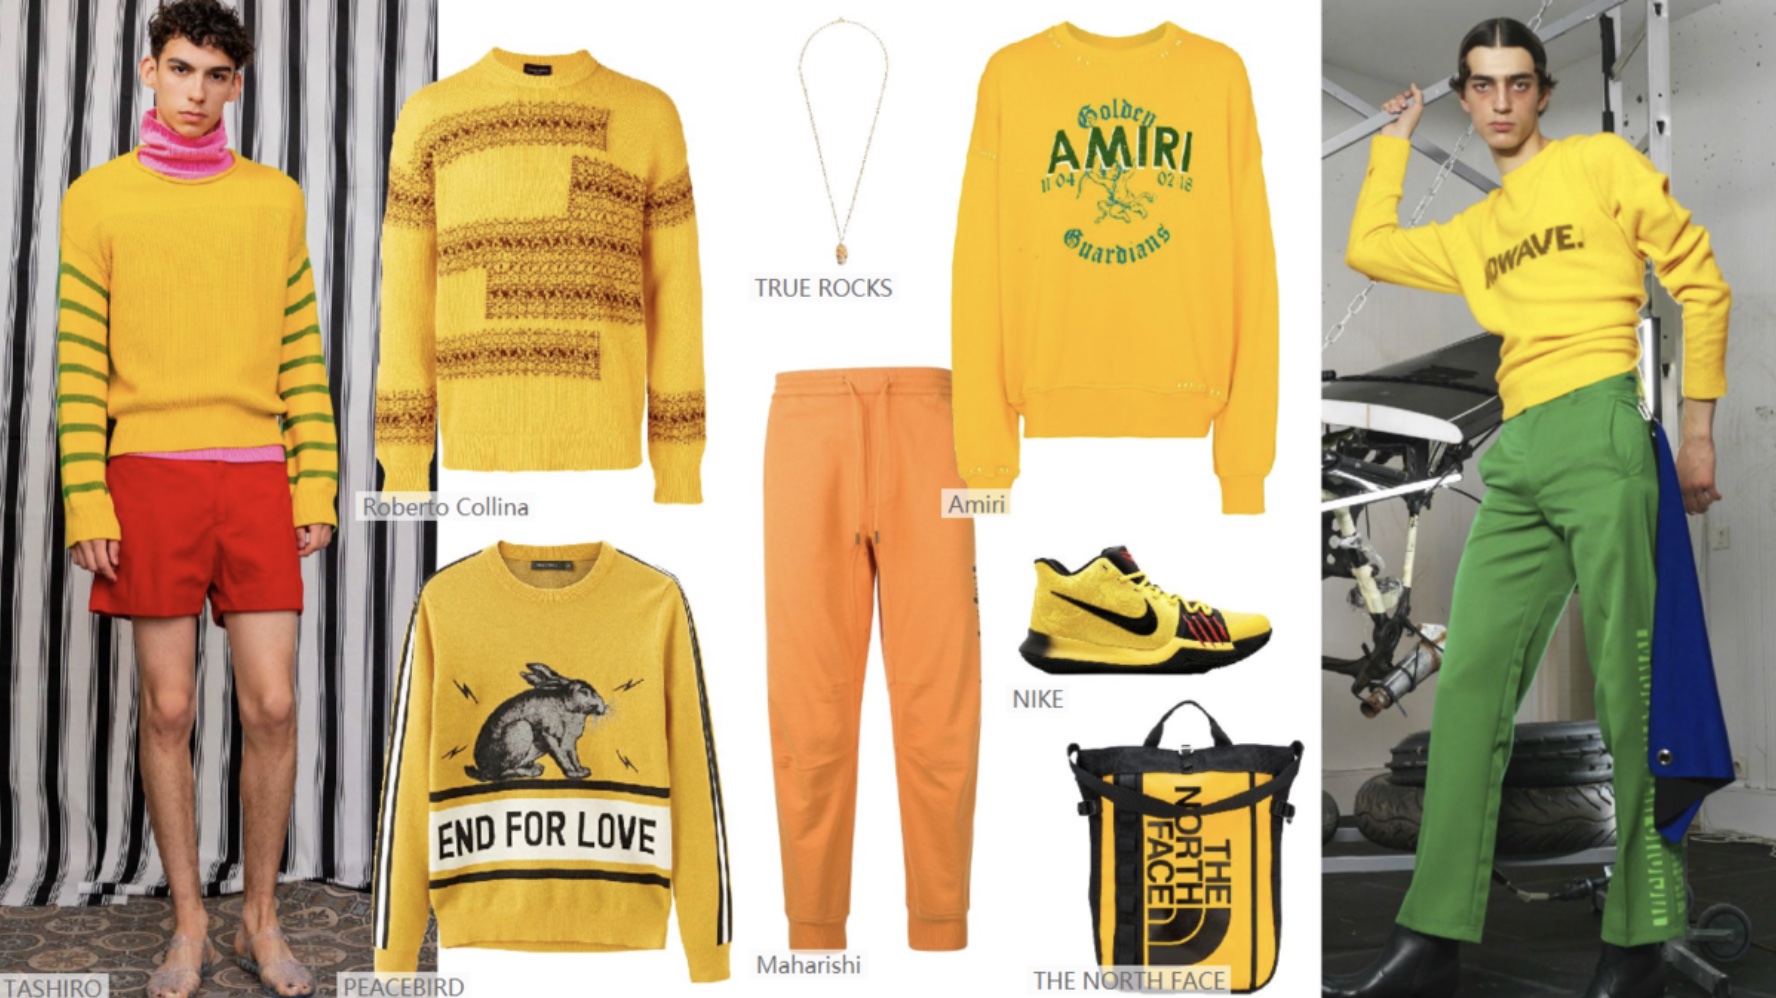 TRUE ROCKS
Golden
AMIRI
11 04 02 18
Guardians
OWAVE.
Roberto Collina
Amiri
END FOR LOVE
NIKE
THE
NORTH
FACE
Maharishi
THE NORTH FACE
TASHIRO
PEACEBIRD